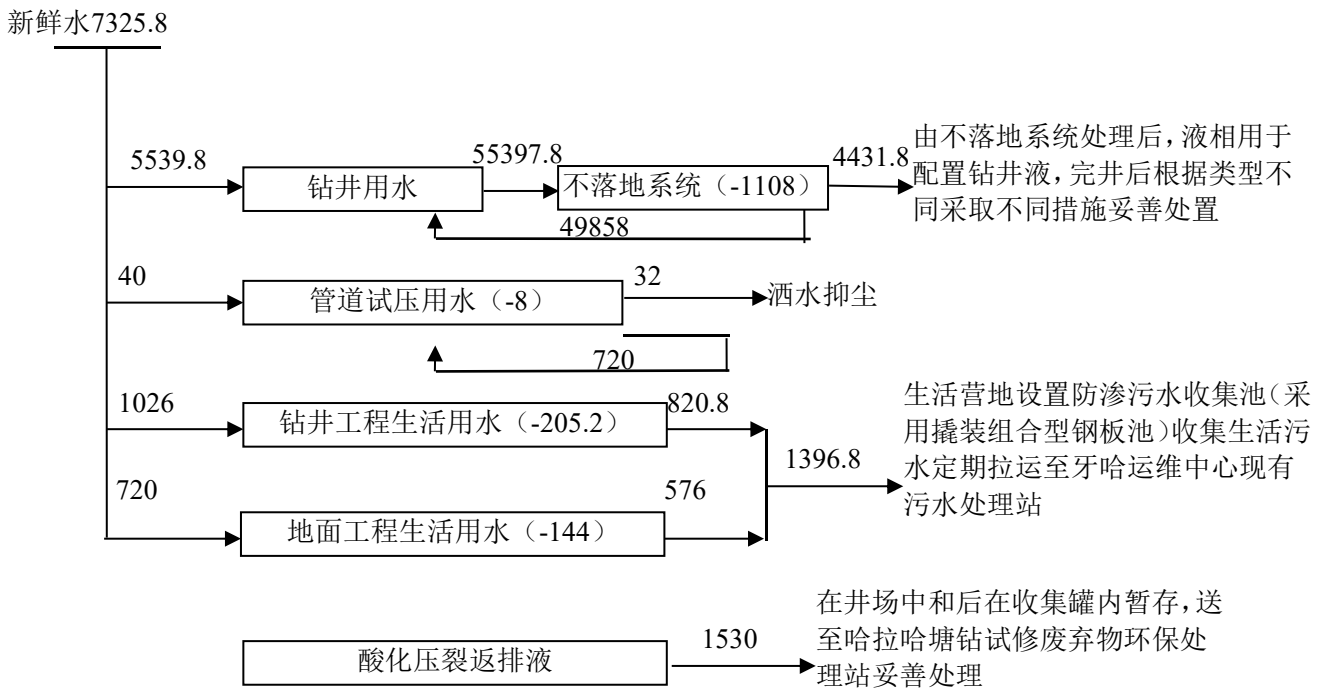 新鲜水7325.8
5539.8
钻井用水
55397.8
不落地系统（-1108）
4431.8
由不落地系统处理后，液相用于
配置钻井液，完井后根据类型不
同采取不同措施妥善处置
49858
40
管道试压用水（-8）
32
洒水抑尘
720
1026
钻井工程生活用水（-205.2）
820.8
720
地面工程生活用水（-144）
576
1396.8
生活营地设置防渗污水收集池（采
用撬装组合型钢板池）收集生活污
水定期拉运至牙哈运维中心现有
污水处理站
酸化压裂返排液
1530
在井场中和后在收集罐内暂存，送
至哈拉哈塘钻试修废弃物环保处
理站妥善处理